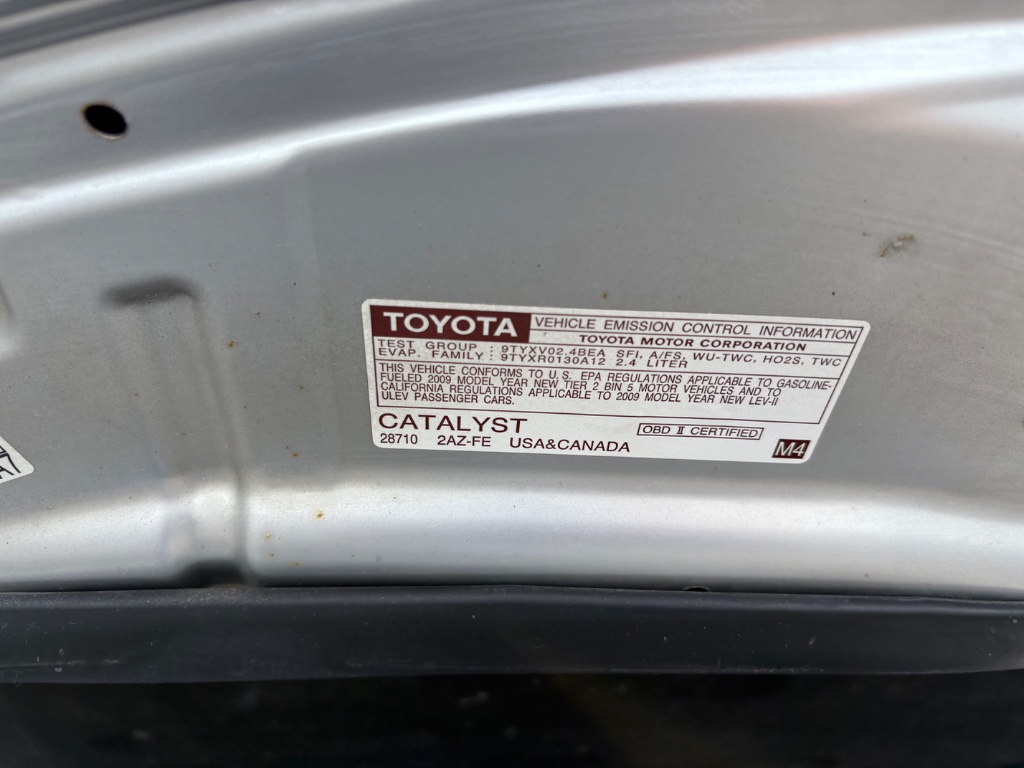 TOYOTA VEHICLE EMISSION CONTROL INFORMATION
TOYOTA MOTOR CORPORATION
TEST GROUP : 9TYXV02.4BEA SFI, A/FS, WU-TWC, HO2S, TWC
EVAP. FAMILY : 9TYXR0130A12 2.4 LITER
THIS VEHICLE CONFORMS TO U.S. EPA REGULATIONS APPLICABLE TO GASOLINE-
FUELED 2009 MODEL YEAR NEW TIER 2 BIN 5 MOTOR VEHICLES AND TO
CALIFORNIA REGULATIONS APPLICABLE TO 2009 MODEL YEAR NEW LEV-II
ULEV PASSENGER CARS.
CATALYST OBD II CERTIFIED
28710 2AZ-FE USA&CANADA M4